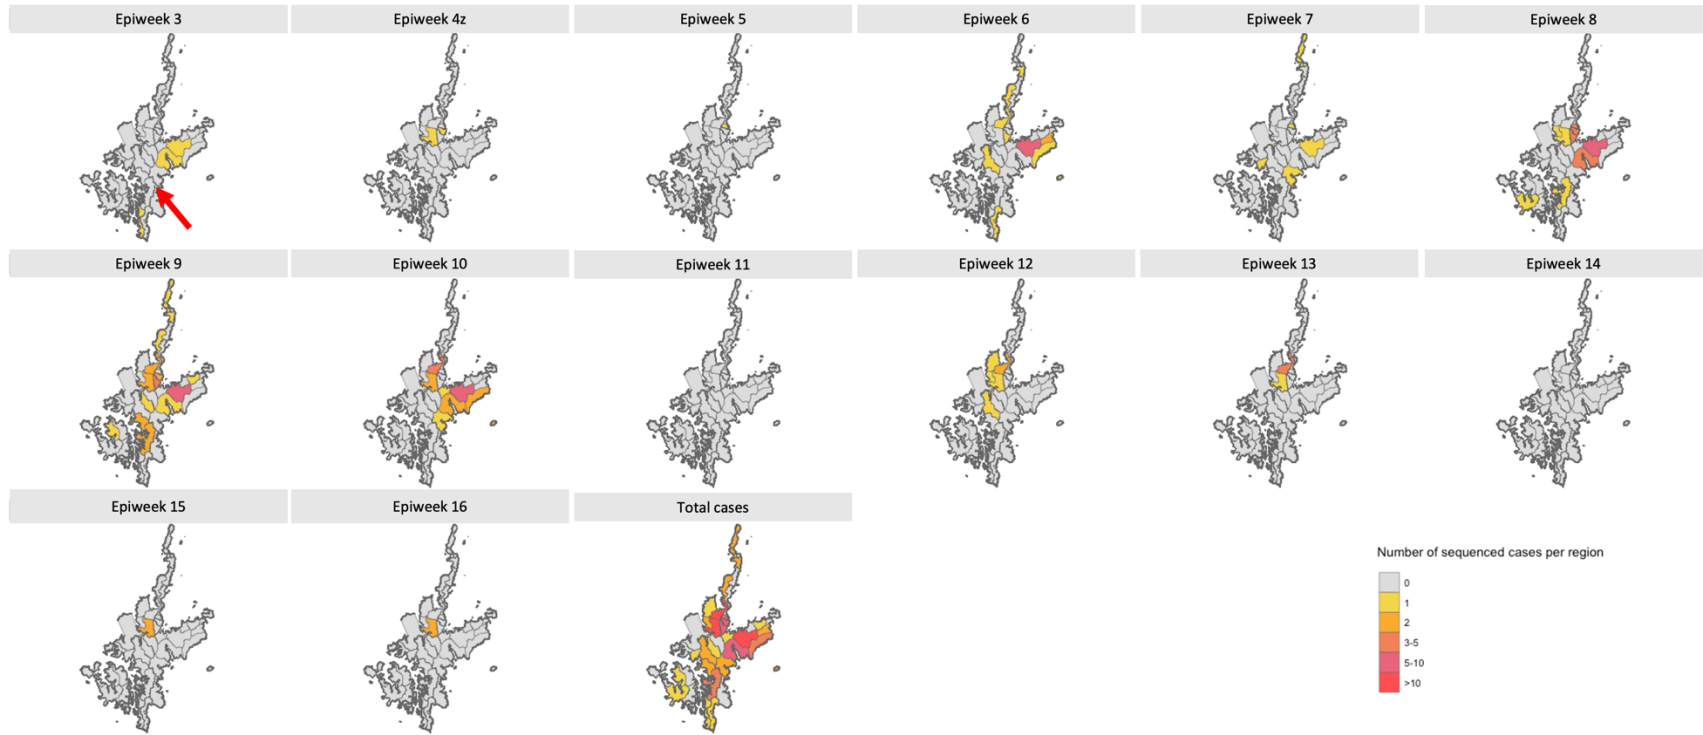 Epiweek 3
Epiweek 4z
Epiweek 5
Epiweek 6
Epiweek 7
Epiweek 8
Epiweek 9
Epiweek 10
Epiweek 11
Epiweek 12
Epiweek 13
Epiweek 14
Epiweek 15
Epiweek 16
Total cases
Number of sequenced cases per region
0
1
2
3-5
5-10
>10